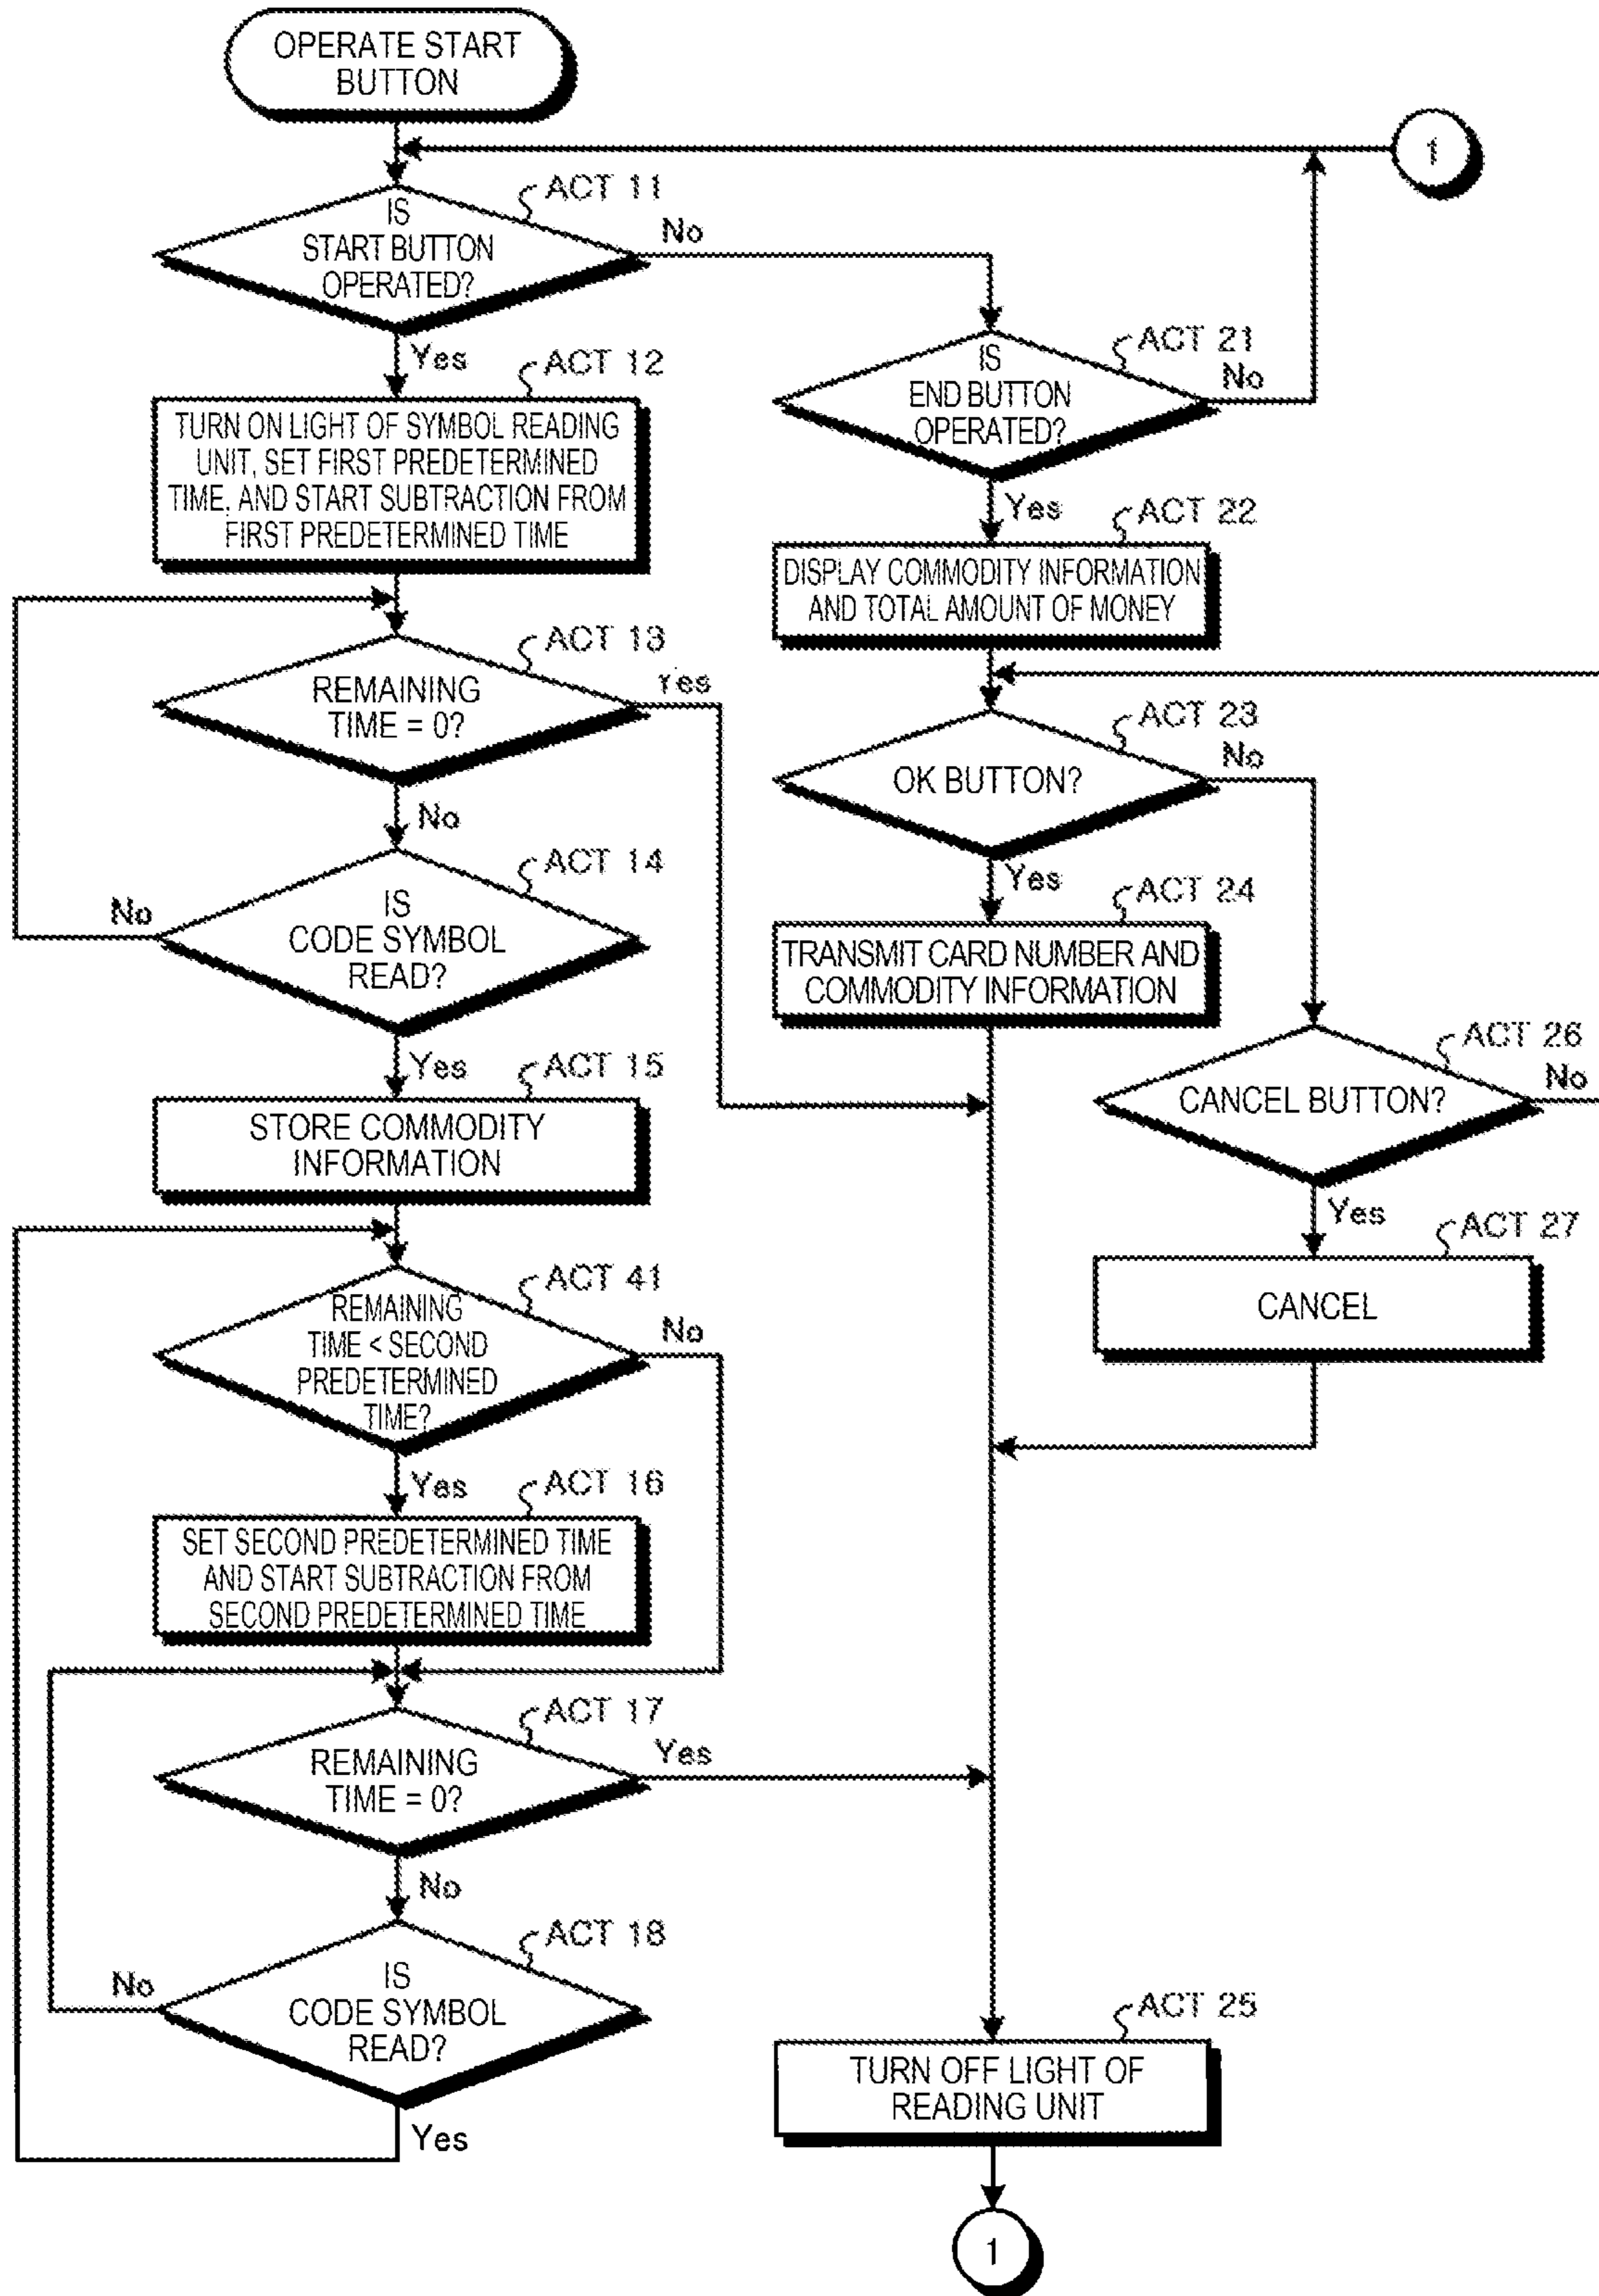 OPERATE START
BUTTON
1
ACT 11
IS
START BUTTON
OPERATED?
No
Yes
ACT 12
TURN ON LIGHT OF SYMBOL READING
UNIT, SET FIRST PREDETERMINED
TIME, AND START SUBTRACTION FROM
FIRST PREDETERMINED TIME
ACT 13
REMAINING
TIME = 0?
Yes
No
ACT 14
IS
CODE SYMBOL
READ?
No
Yes
ACT 15
STORE COMMODITY
INFORMATION
ACT 41
REMAINING
TIME < SECOND
PREDETERMINED
TIME?
No
Yes
ACT 16
SET SECOND PREDETERMINED TIME
AND START SUBTRACTION FROM
SECOND PREDETERMINED TIME
ACT 17
REMAINING
TIME = 0?
Yes
No
ACT 18
IS
CODE SYMBOL
READ?
No
Yes
ACT 21
IS
END BUTTON
OPERATED?
No
Yes
ACT 22
DISPLAY COMMODITY INFORMATION
AND TOTAL AMOUNT OF MONEY
ACT 23
OK BUTTON?
No
Yes
ACT 24
TRANSMIT CARD NUMBER AND
COMMODITY INFORMATION
ACT 26
CANCEL BUTTON?
No
Yes
ACT 27
CANCEL
ACT 25
TURN OFF LIGHT OF
READING UNIT
1